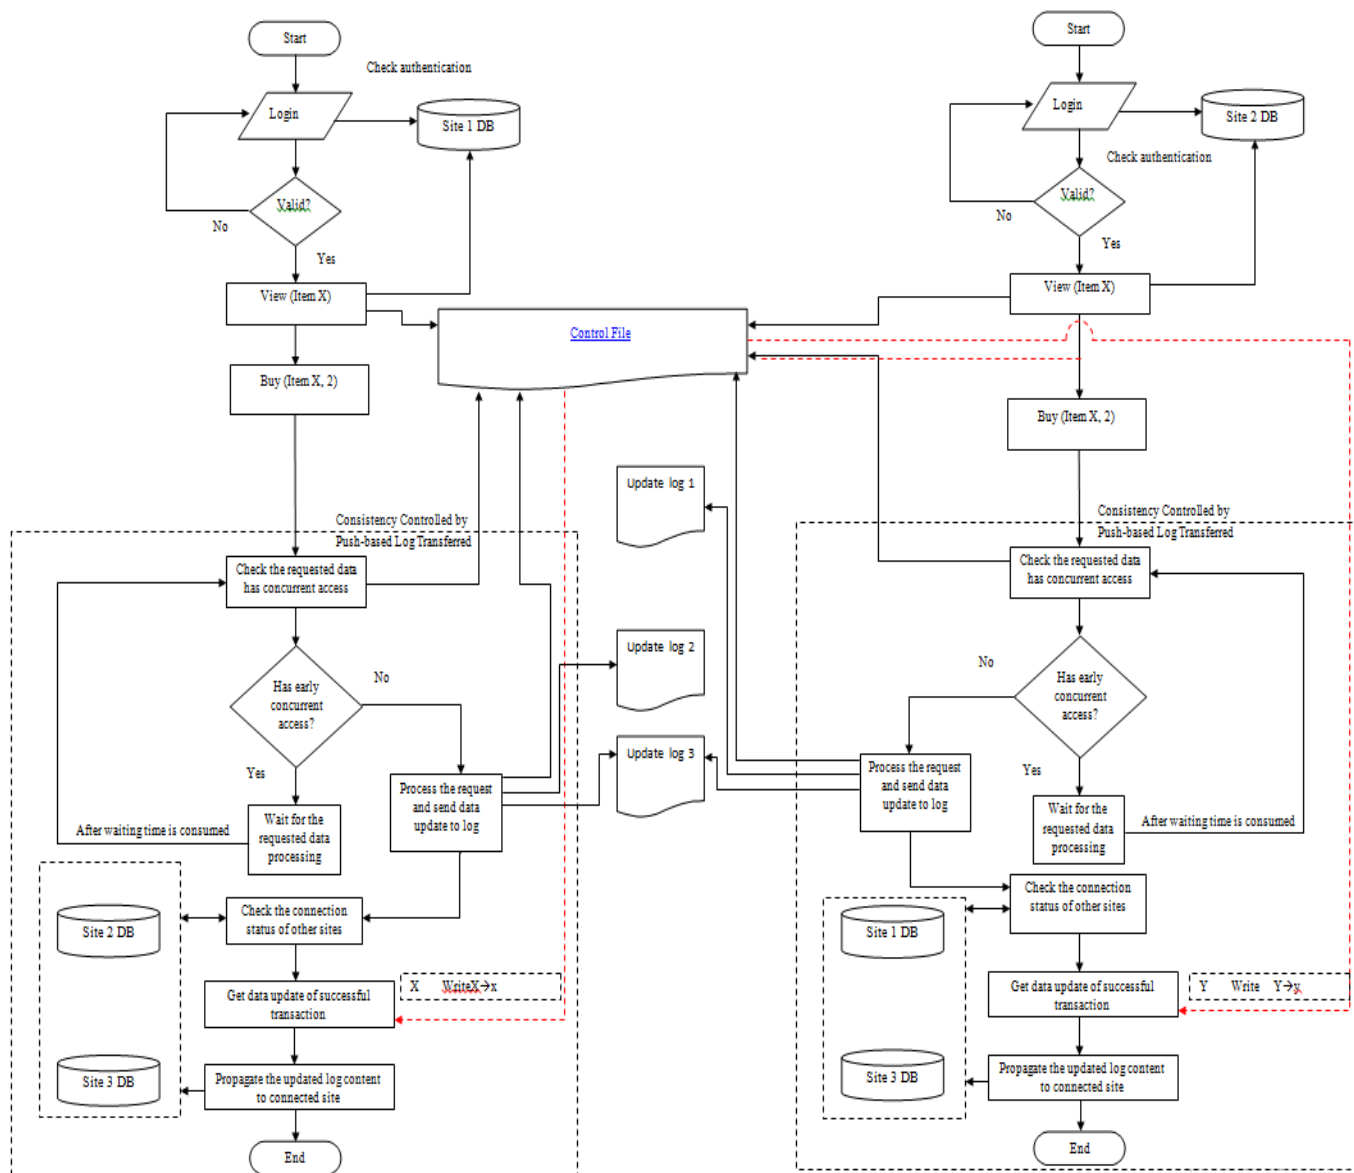 Start
Check authentication
Login
Site 1 DB
Valid?
No
Yes
View (Item X)
Buy (Item X, 2)
Control File
Start
Login
Site 2 DB
Check authentication
Valid?
No
Yes
View (Item X)
Buy (Item X, 2)
Update log 1
Update log 2
Update log 3
Consistency Controlled by
Push-based Log Transferred
Check the requested data
has concurrent access
Has early
concurrent
access?
No
Yes
Wait for the
requested data
processing
After waiting time is consumed
Process the request
and send data
update to log
Check the connection
status of other sites
Site 2 DB
Get data update of successful
transaction
X WriteX→x
Site 3 DB
Propagate the updated log content
to connected site
End
Consistency Controlled by
Push-based Log Transferred
Check the requested data
has concurrent access
Has early
concurrent
access?
No
Yes
Process the request
and send data
update to log
Wait for the
requested data
processing
After waiting time is consumed
Check the connection
status of other sites
Site 1 DB
Get data update of successful
transaction
Y Write Y→y
Site 3 DB
Propagate the updated log content
to connected site
End